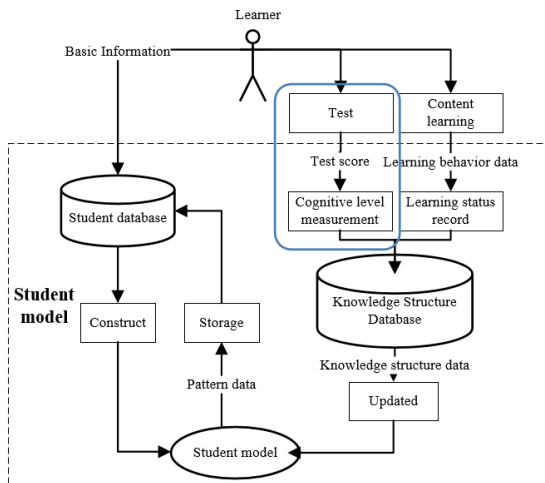 Learner
Basic Information
Test
Content
learning
Test score
Learning behavior data
Student database
Cognitive level
measurement
Learning status
record
Student
model
Construct
Storage
Knowledge Structure
Database
Pattern data
Knowledge structure data
Updated
Student model